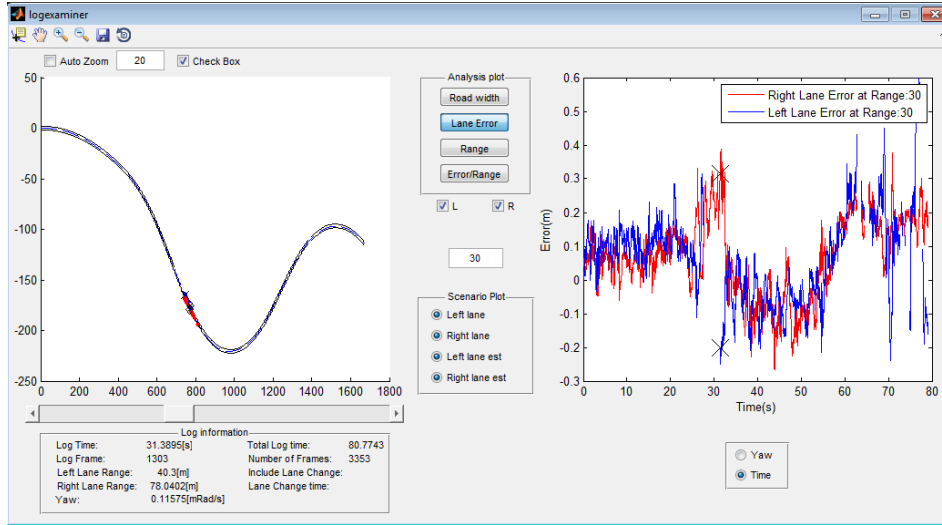 logexaminer
Auto Zoom 20 Check Box
50
0
-50
-100
-150
-200
-250
0 200 400 600 800 1000 1200 1400 1600 1800
Analysis plot
Road width
Lane Error
Range
Error/Range
L R
30
Scenario Plot
Left lane
Right lane
Left lane est
Right lane est
Right Lane Error at Range:30
Left Lane Error at Range:30
0.6
0.5
0.4
0.3
0.2
0.1
0
-0.1
-0.2
-0.3
Error(m)
0 10 20 30 40 50 60 70 80
Time(s)
Log information
Log Time: 31.3895[s] Total Log time: 80.7743
Log Frame: 1303 Number of Frames: 3353
Left Lane Range: 40.3[m] Include Lane Change:
Right Lane Range: 78.0402[m] Lane Change time:
Yaw: 0.11575[mRad/s]
Yaw
Time